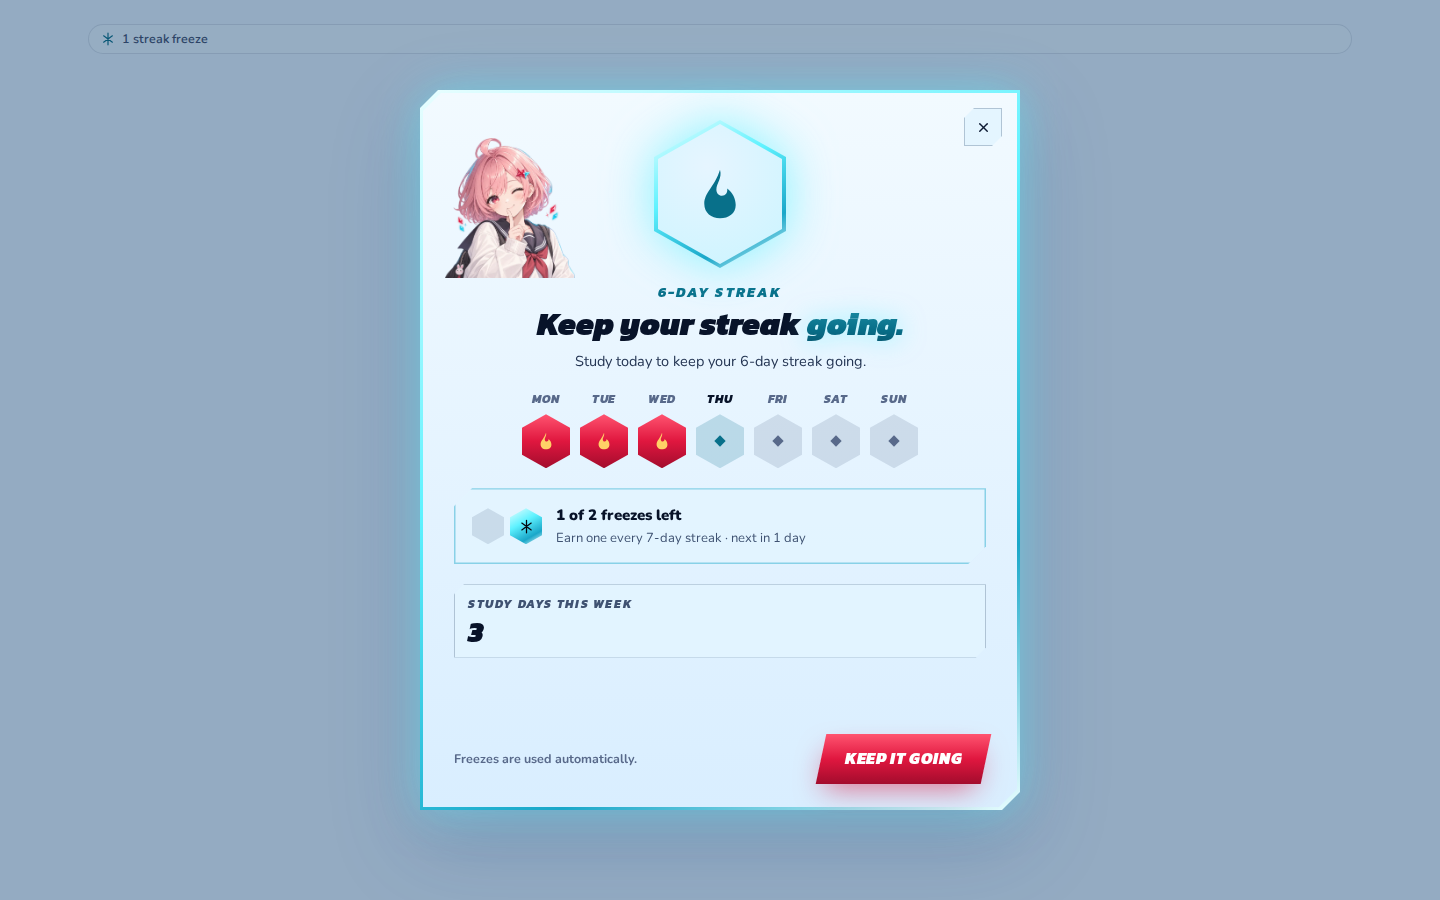 1 streak freeze
6-DAY STREAK
Keep your streak going.
Study today to keep your 6-day streak going.
MON TUE WED THU FRI SAT SUN
1 of 2 freezes left
Earn one every 7-day streak · next in 1 day
STUDY DAYS THIS WEEK
3
Freezes are used automatically.
KEEP IT GOING